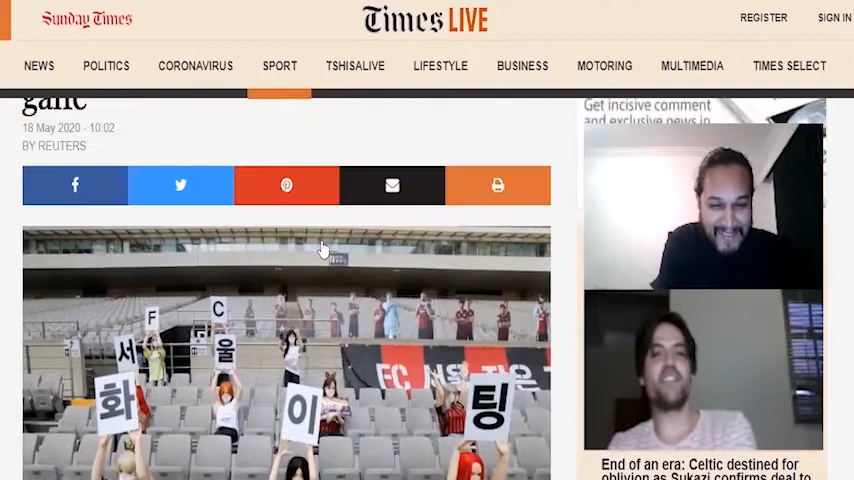 Sunday Times
Times LIVE
REGISTER
SIGN IN
NEWS
POLITICS
CORONAVIRUS
SPORT
TSHISALIVE
LIFESTYLE
BUSINESS
MOTORING
MULTIMEDIA
TIMES SELECT
game
18 May 2020 - 10:02
BY REUTERS
Get incisive comment
and exclusive news in
F
C
서
울
화
이
팅
FC
End of an era: Celtic destined for
oblivion as Sukazi confirms deal to